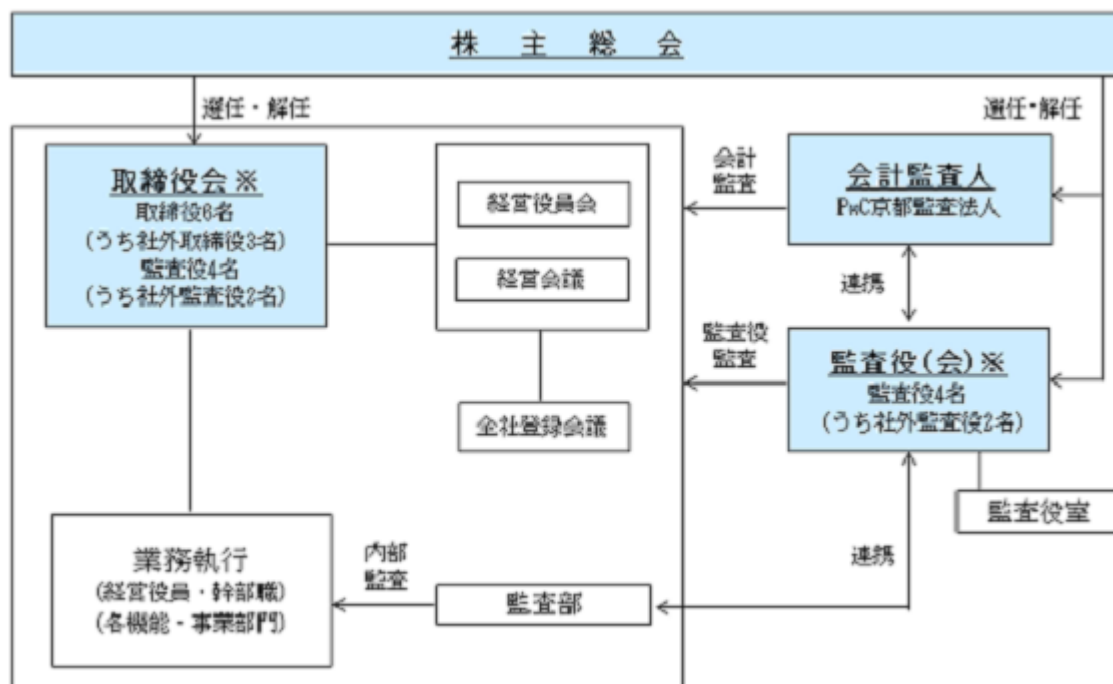 株主総会
選任・解任
選任・解任
取締役会※
取締役6名
(うち社外取締役3名)
監査役4名
(うち社外監査役2名)
経営役員会
経営会議
全社登録会議
会計
監査
会計監査人
PwC京都監査法人
連携
監査役
監査
監査役(会)※
監査役4名
(うち社外監査役2名)
監査役室
業務執行
(経営役員・幹部職)
(各機能・事業部門)
内部
監査
監査部
連携